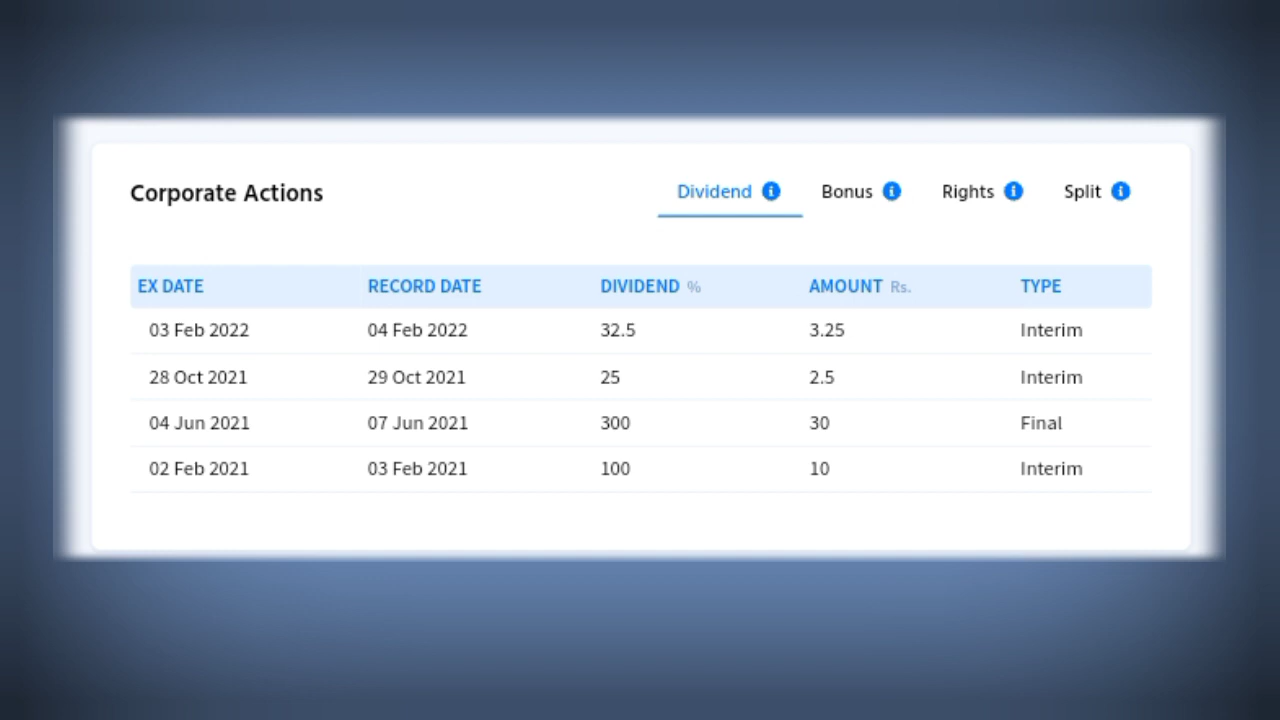 Corporate Actions Dividend Bonus Rights Split
EX DATE RECORD DATE DIVIDEND % AMOUNT Rs. TYPE
03 Feb 2022 04 Feb 2022 32.5 3.25 Interim
28 Oct 2021 29 Oct 2021 25 2.5 Interim
04 Jun 2021 07 Jun 2021 300 30 Final
02 Feb 2021 03 Feb 2021 100 10 Interim